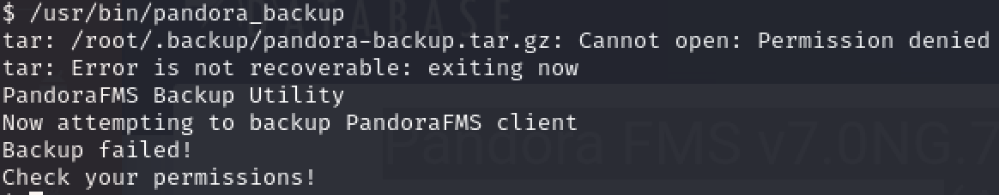 DATABASE
$ /usr/bin/pandora_backup
tar: /root/.backup/pandora-backup.tar.gz: Cannot open: Permission denied
tar: Error is not recoverable: exiting now
PandoraFMS Backup Utility
Now attempting to backup PandoraFMS client
Backup failed!
Pandora FMS v7.0NG.7
Check your permissions!